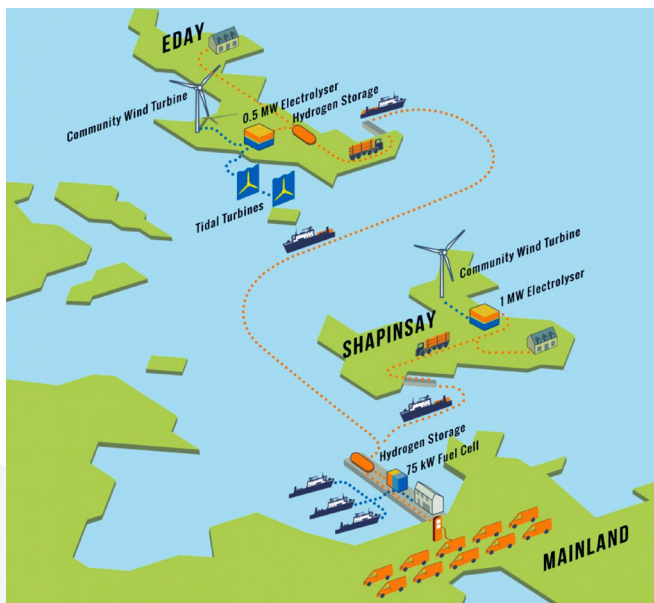 EDAY
Community Wind Turbine
0.5 MW Electrolyser
Hydrogen Storage
Tidal Turbines
Community Wind Turbine
1 MW Electrolyser
SHAPINSAY
Hydrogen Storage
75 kW Fuel Cell
MAINLAND